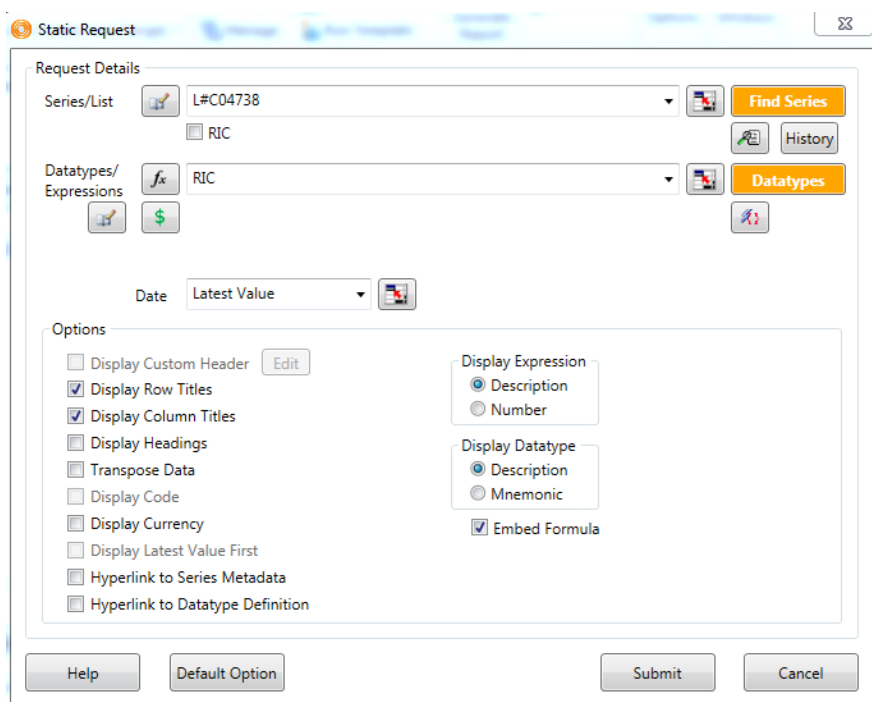 Static Request
Request Details
Series/List
L#C04738
Find Series
RIC
History
Datatypes/
Expressions
fx
RIC
Datatypes
$
Date
Latest Value
Options
Display Custom Header
Edit
Display Row Titles
Display Column Titles
Display Headings
Transpose Data
Display Code
Display Currency
Display Latest Value First
Hyperlink to Series Metadata
Hyperlink to Datatype Definition
Display Expression
Description
Number
Display Datatype
Description
Mnemonic
Embed Formula
Help
Default Option
Submit
Cancel